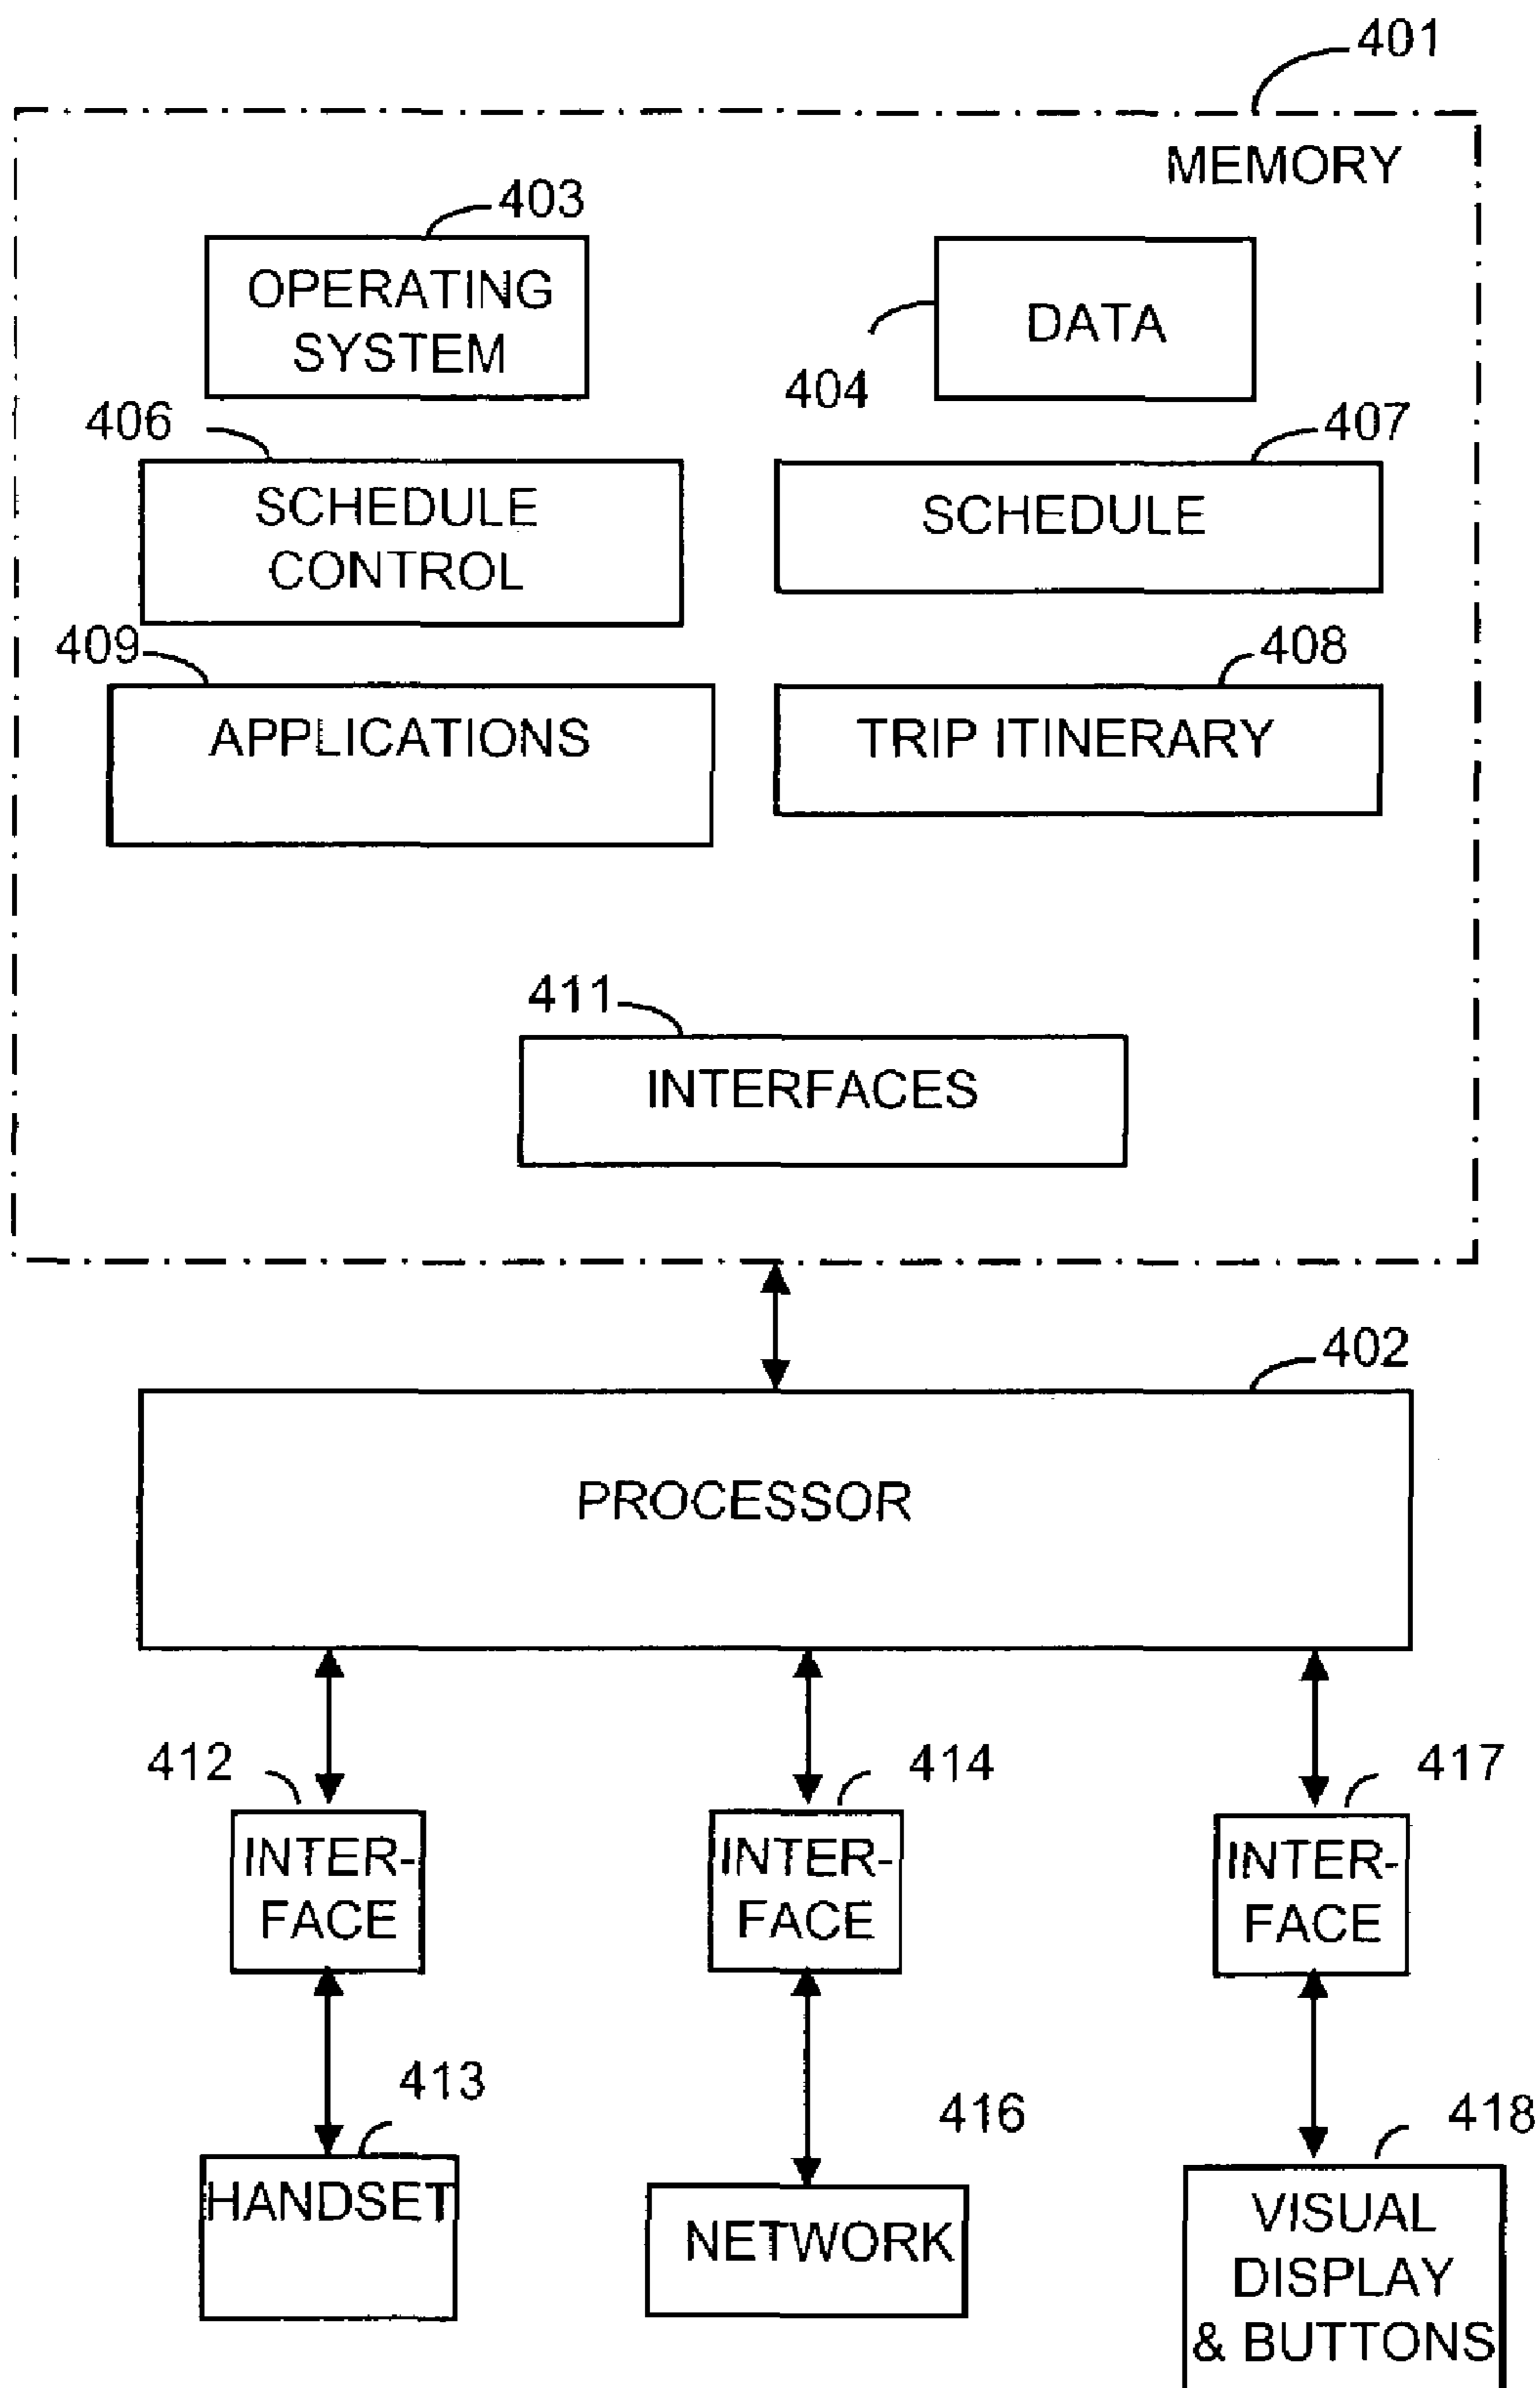 401
MEMORY
403
OPERATING
SYSTEM
DATA
404
406
SCHEDULE
CONTROL
407
SCHEDULE
409
APPLICATIONS
408
TRIP ITINERARY
411
INTERFACES
402
PROCESSOR
412
INTER-
FACE
414
INTER-
FACE
417
INTER-
FACE
413
HANDSET
416
NETWORK
418
VISUAL
DISPLAY
& BUTTONS